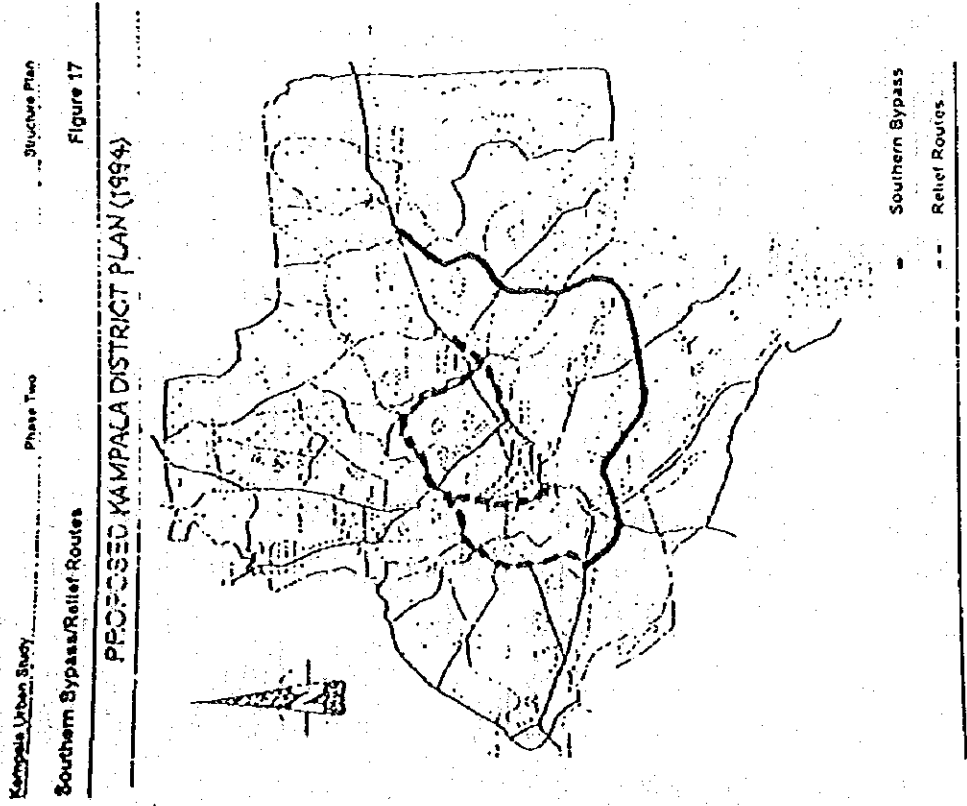 Kampala Urban Study Phase Two Structure Plan
Southern Bypass/Relief Routes Figure 17
PROPOSED KAMPALA DISTRICT PLAN (1994)
Southern Bypass
Relief Routes